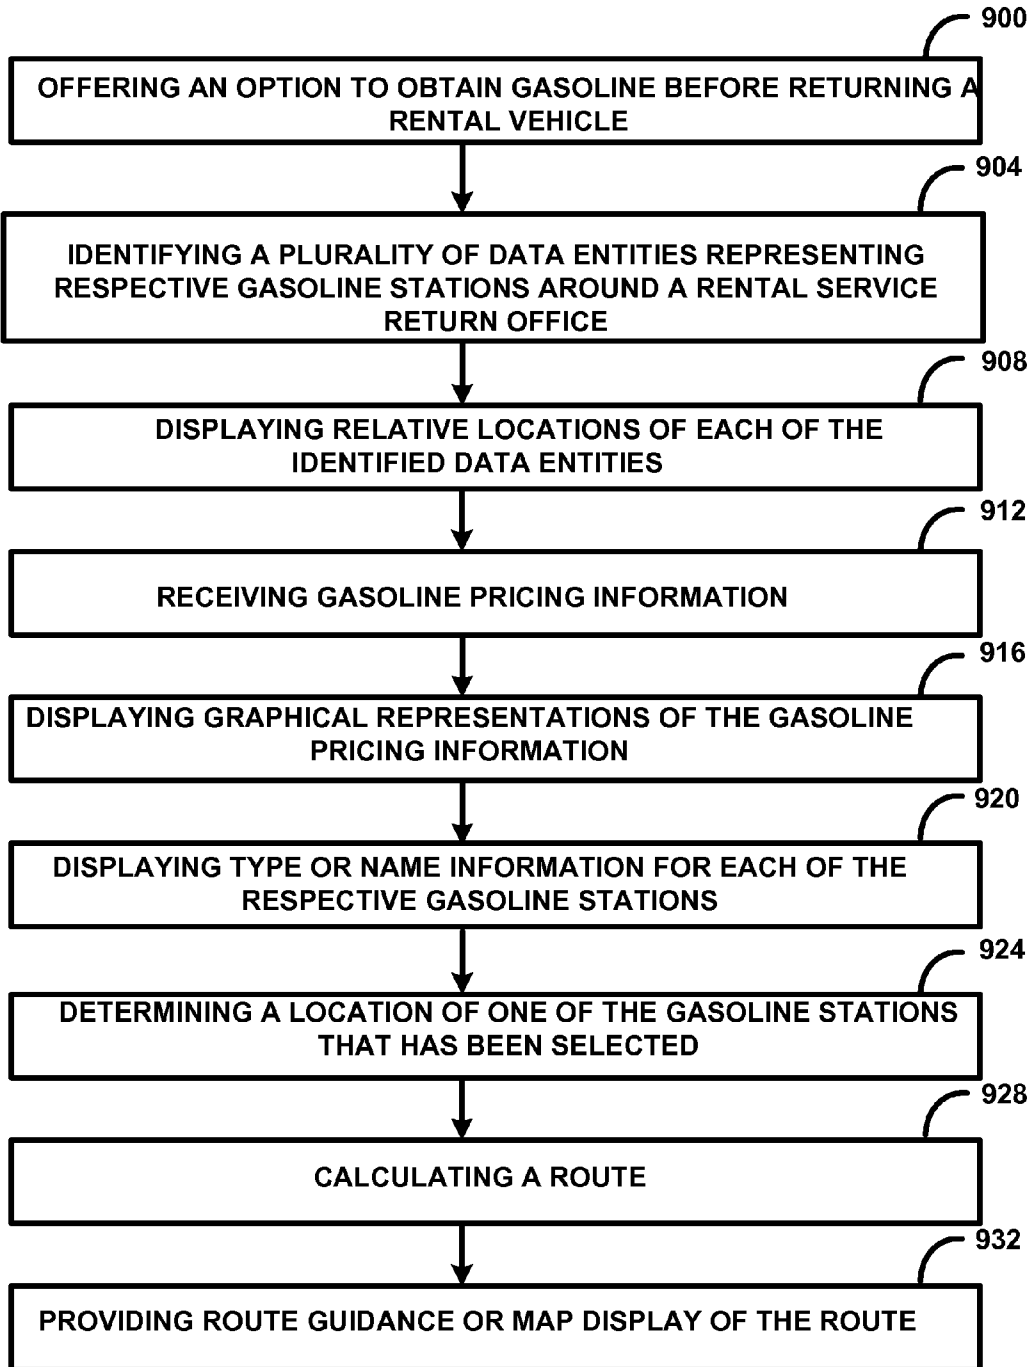 900
OFFERING AN OPTION TO OBTAIN GASOLINE BEFORE RETURNING A
RENTAL VEHICLE
904
IDENTIFYING A PLURALITY OF DATA ENTITIES REPRESENTING
RESPECTIVE GASOLINE STATIONS AROUND A RENTAL SERVICE
RETURN OFFICE
908
DISPLAYING RELATIVE LOCATIONS OF EACH OF THE
IDENTIFIED DATA ENTITIES
912
RECEIVING GASOLINE PRICING INFORMATION
916
DISPLAYING GRAPHICAL REPRESENTATIONS OF THE GASOLINE
PRICING INFORMATION
920
DISPLAYING TYPE OR NAME INFORMATION FOR EACH OF THE
RESPECTIVE GASOLINE STATIONS
924
DETERMINING A LOCATION OF ONE OF THE GASOLINE STATIONS
THAT HAS BEEN SELECTED
928
CALCULATING A ROUTE
932
PROVIDING ROUTE GUIDANCE OR MAP DISPLAY OF THE ROUTE